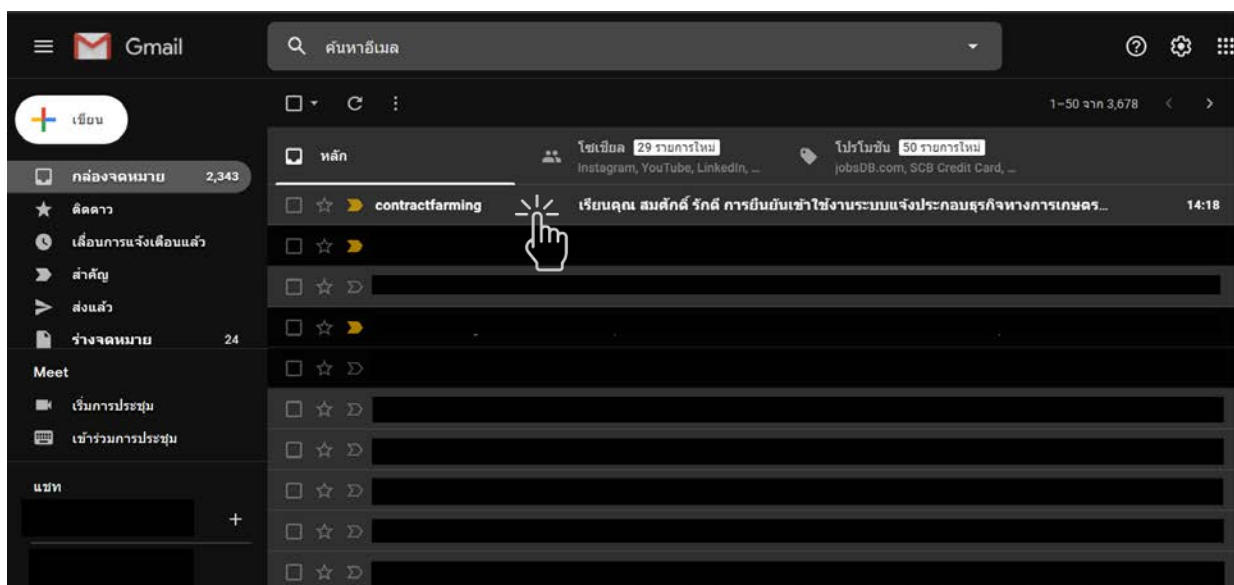 Gmail
ค้นหาอีเมล
เขียน
1–50 จาก 3,678
หลัก
โซเชียล 29 รายการใหม่
Instagram, YouTube, LinkedIn, ...
โปรโมชัน 50 รายการใหม่
jobsDB.com, SCB Credit Card, ...
กล่องจดหมาย 2,343
contractfarming เรียนคุณ สมศักดิ์ รักดี การยืนยันเข้าใช้งานระบบแจ้งประกอบธุรกิจทางการเกษตร... 14:18
ติดดาว
เลื่อนการแจ้งเตือนแล้ว
สำคัญ
ส่งแล้ว
ร่างจดหมาย 24
Meet
เริ่มการประชุม
เข้าร่วมการประชุม
แชท